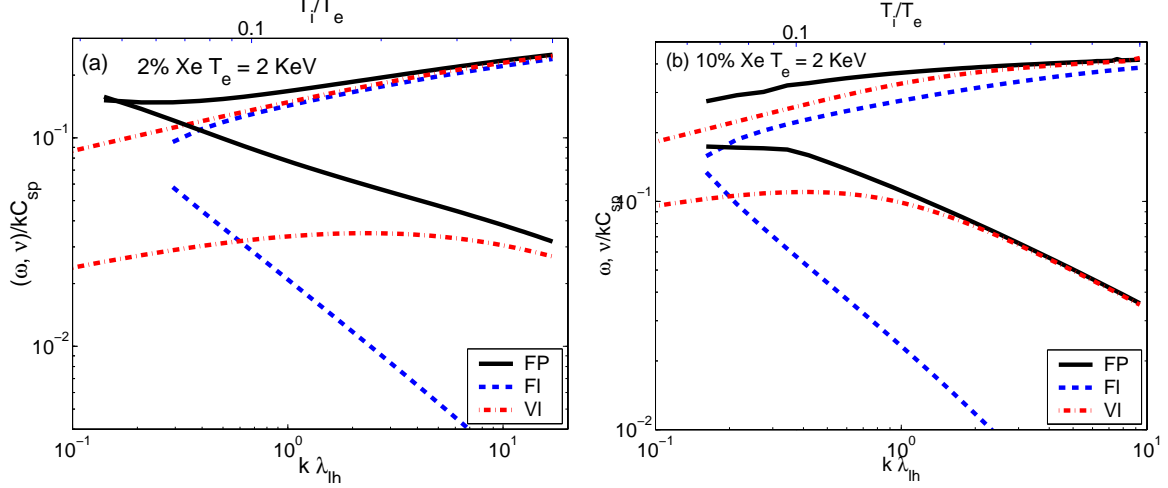 T_i/T_e
0.1
(a) 2% Xe T_e = 2 KeV
(ω, ν)/kC_sp
10^-1
10^-2
FP
FI
VI
10^-1 10^0 10^1
k λ_lh
T_i/T_e
0.1
(b) 10% Xe T_e = 2 KeV
ω, ν/kC_sp
10^-1
10^-2
FP
FI
VI
10^-1 10^0 10^1
k λ_lh